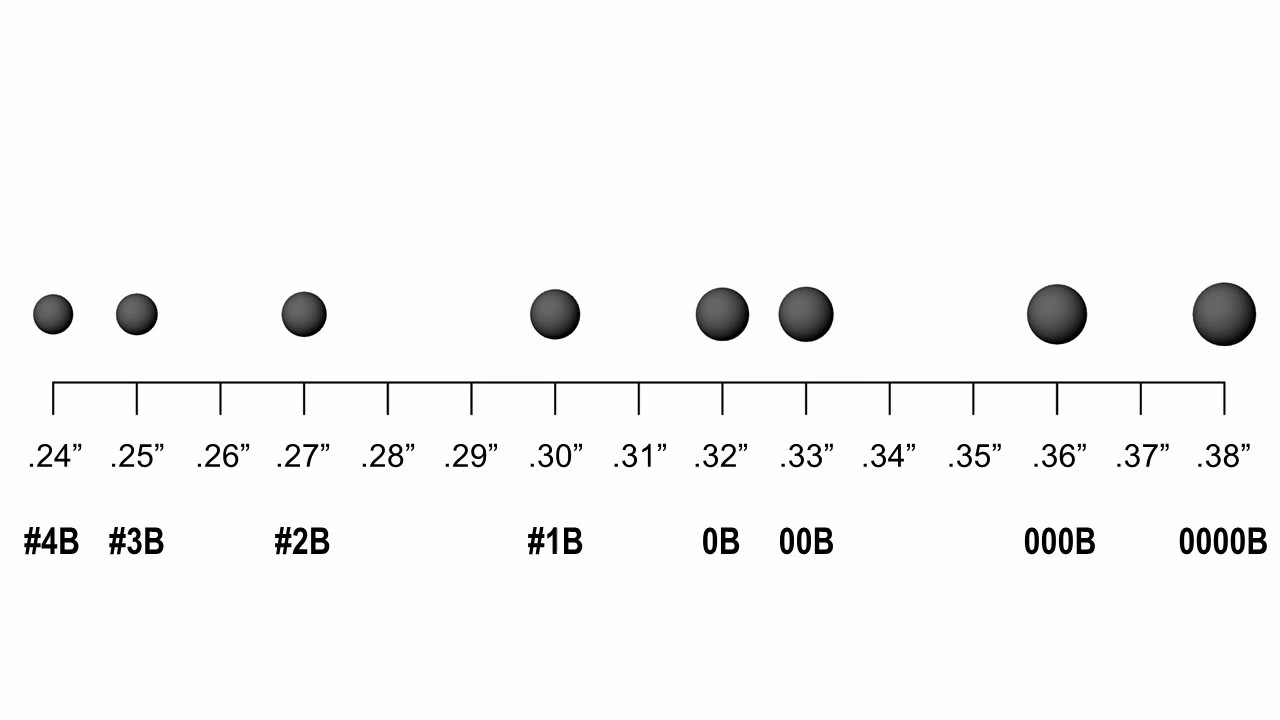 .24” .25” .26” .27” .28” .29” .30” .31” .32” .33” .34” .35” .36” .37” .38”
#4B #3B #2B #1B 0B 00B 000B 0000B